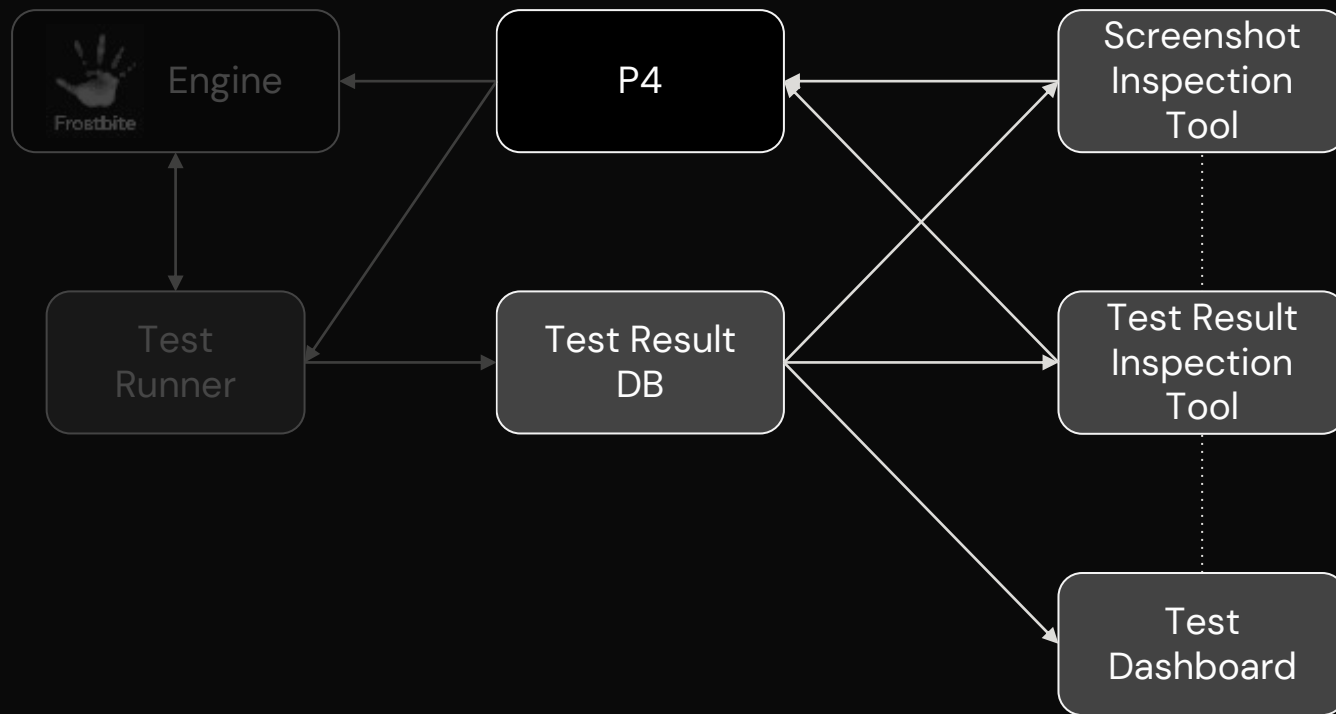 Frostbite
Engine
P4
Screenshot
Inspection
Tool
Test
Runner
Test Result
DB
Test Result
Inspection
Tool
Test
Dashboard